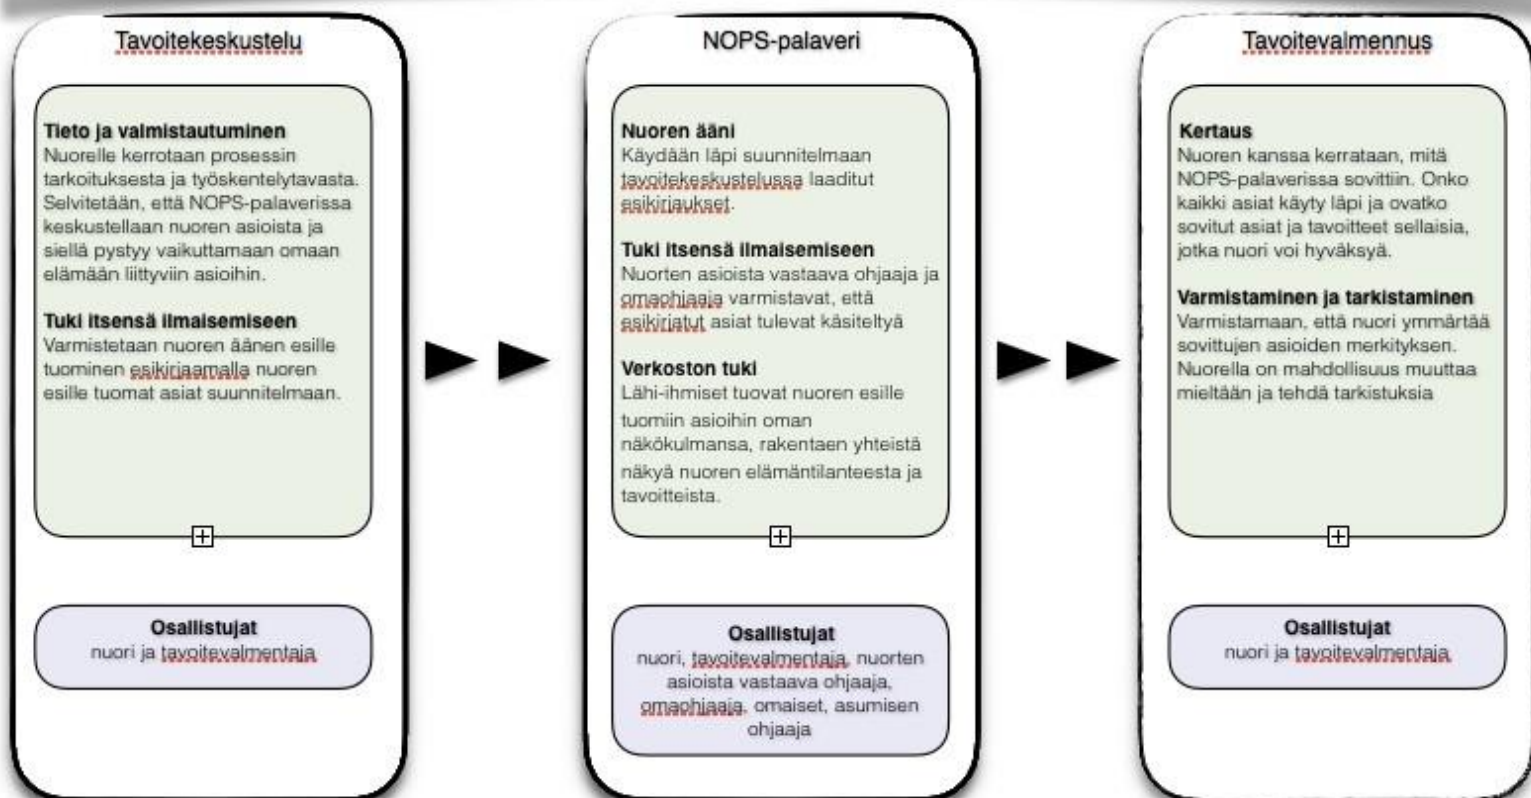 Tavoitekeskustelu
Tieto ja valmistautuminen
Nuorelle kerrotaan prosessin
tarkoituksesta ja työskentelytavasta.
Selvitetään, että NOPS-palaverissa
keskustellaan nuoren asioista ja
siellä pystyy vaikuttamaan omaan
elämään liittyviin asioihin.
Tuki itsensä ilmaisemiseen
Varmistetaan nuoren äänen esille
tuominen esikirjaamalla nuoren
esille tuomat asiat suunnitelmaan.
Osallistujat
nuori ja tavoitevalmentaja
NOPS-palaveri
Nuoren ääni
Käydään läpi suunnitelmaan
tavoitekeskustelussa laaditut
esikirjaukset.
Tuki itsensä ilmaisemiseen
Nuorten asioista vastaava ohjaaja ja
omaohjaaja varmistavat, että
esikirjatut asiat tulevat käsiteltyä
Verkoston tuki
Lähi-ihmiset tuovat nuoren esille
tuomiin asioihin oman
näkökulmansa, rakentaen yhteistä
näkyä nuoren elämäntilanteesta ja
tavoitteista.
Osallistujat
nuori, tavoitevalmentaja, nuorten
asioista vastaava ohjaaja,
omaohjaaja, omaiset, asumisen
ohjaaja
Tavoitevalmennus
Kertaus
Nuoren kanssa kerrataan, mitä
NOPS-palaverissa sovittiin. Onko
kaikki asiat käyty läpi ja ovatko
sovitut asiat ja tavoitteet sellaisia,
jotka nuori voi hyväksyä.
Varmistaminen ja tarkistaminen
Varmistamaan, että nuori ymmärtää
sovittujen asioiden merkityksen.
Nuorella on mahdollisuus muuttaa
mieltään ja tehdä tarkistuksia
Osallistujat
nuori ja tavoitevalmentaja